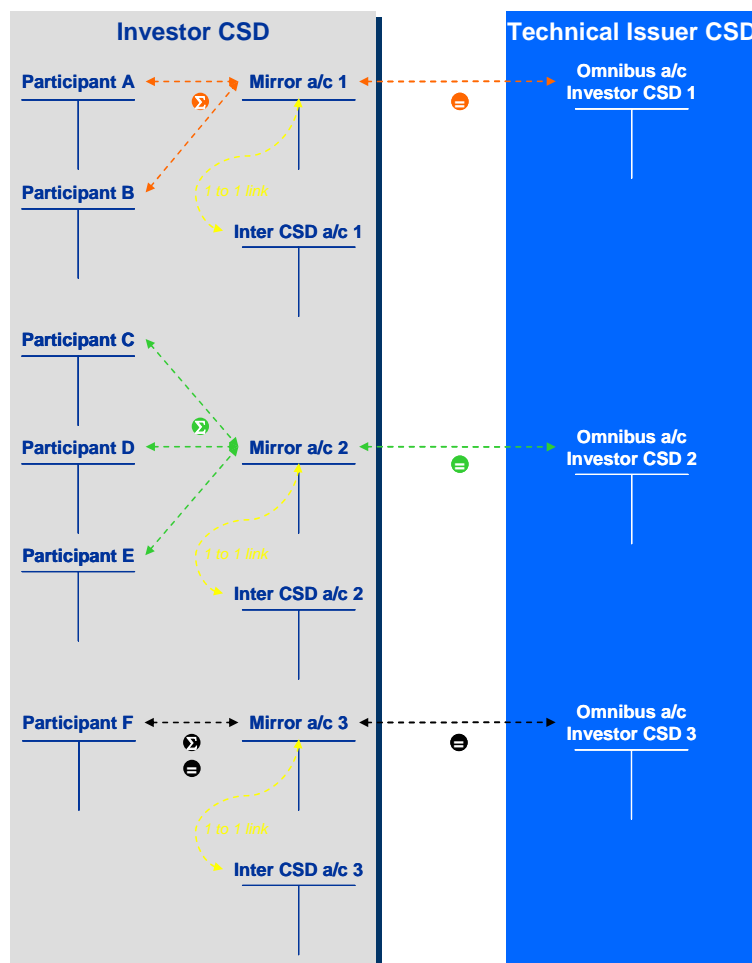 Investor CSD
Technical Issuer CSD
Participant A
Mirror a/c 1
Omnibus a/c
Investor CSD 1
Σ
=
Participant B
1 to 1 link
Inter CSD a/c 1
Participant C
Σ
Participant D
Mirror a/c 2
Omnibus a/c
Investor CSD 2
=
Participant E
1 to 1 link
Inter CSD a/c 2
Participant F
Mirror a/c 3
Omnibus a/c
Investor CSD 3
Σ
=
=
1 to 1 link
Inter CSD a/c 3